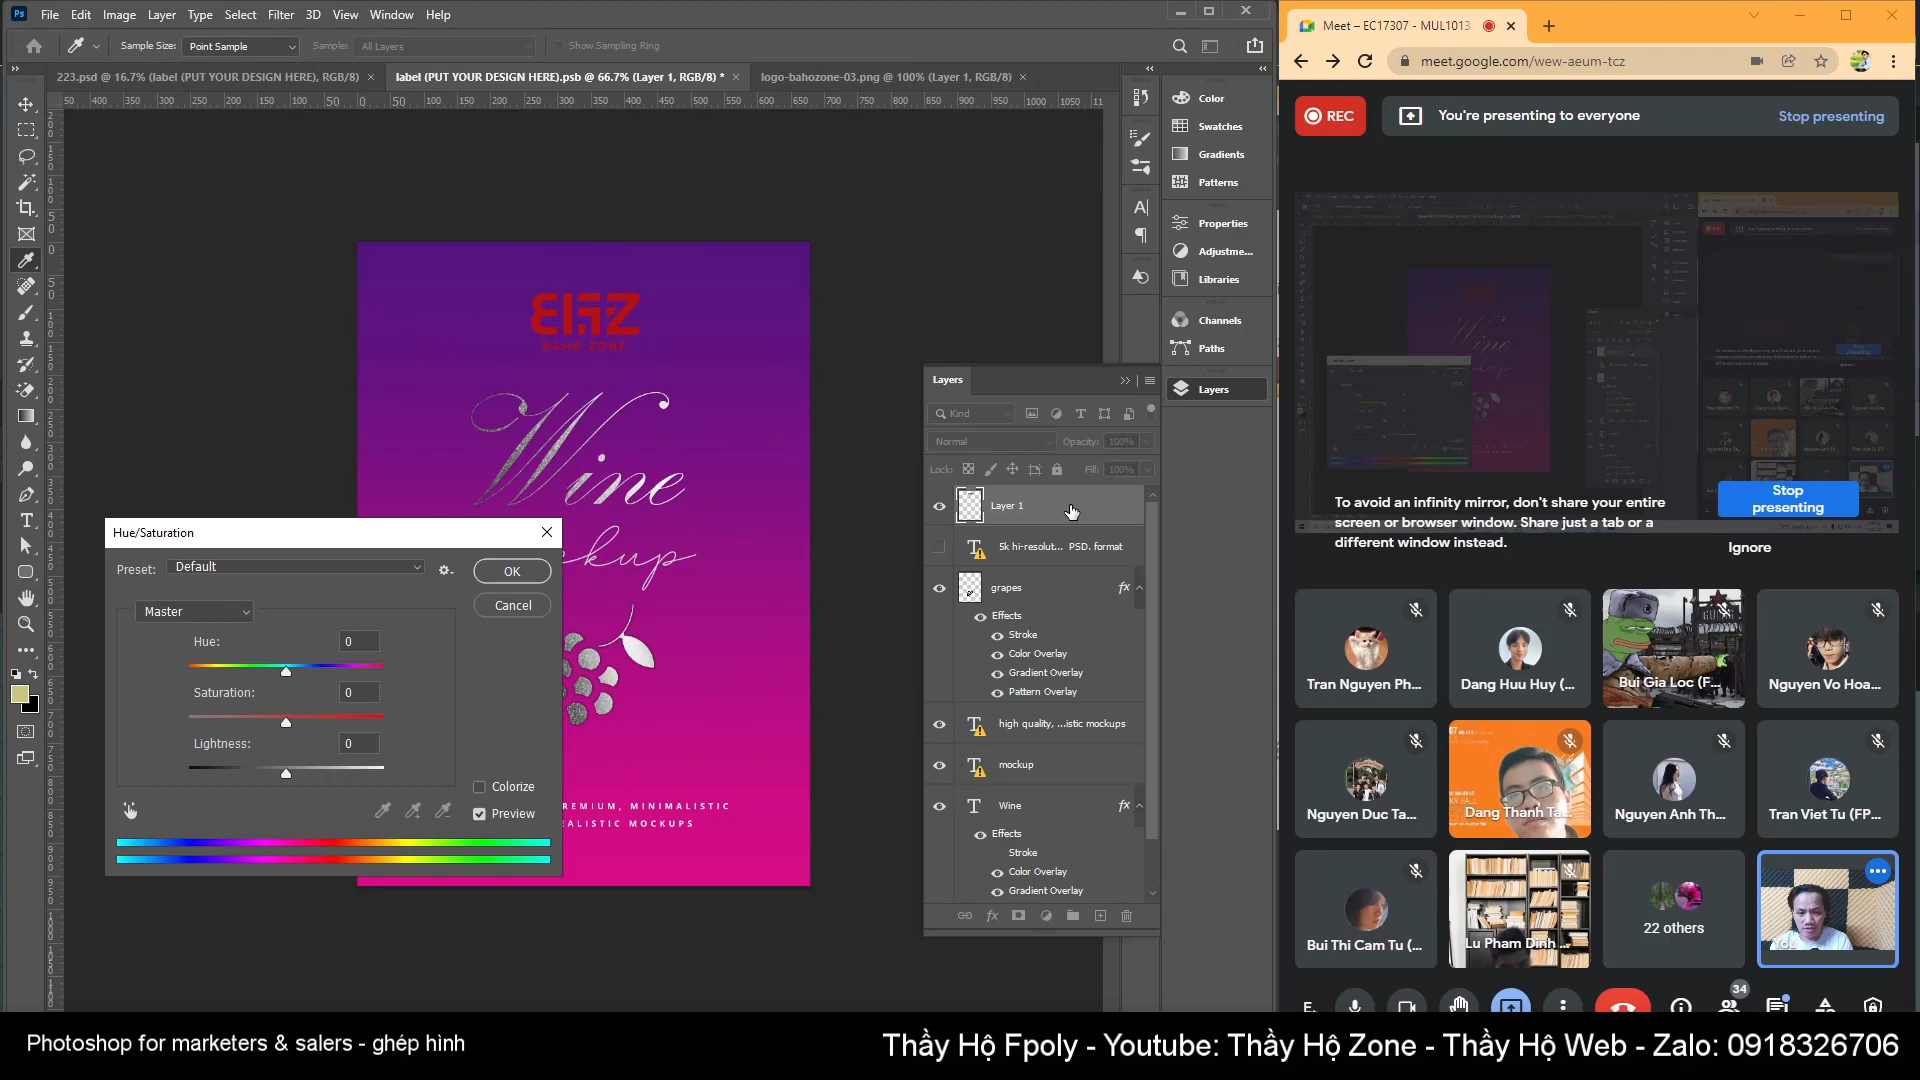 Ps File Edit Image Layer Type Select Filter 3D View Window Help
Sample Size: Point Sample Sample: All Layers Show Sampling Ring
223.psd @ 16.7% (label (PUT YOUR DESIGN HERE), RGB/8) label (PUT YOUR DESIGN HERE).psb @ 66.7% (Layer 1, RGB/8) * logo-bahozone-03.png @ 100% (Layer 1, RGB/8)
Color
Swatches
Gradients
Patterns
Properties
Adjustme...
Libraries
Channels
Paths
Layers
BAHO ZONE
Wine
kup
REMIUM, MINIMALISTIC
EALISTIC MOCKUPS
Hue/Saturation
Preset: Default
OK
Cancel
Master
Hue: 0
Saturation: 0
Lightness: 0
Colorize
Preview
Layers
Kind
Normal Opacity: 100%
Lock: Fill: 100%
Layer 1
5k hi-resolut... PSD. format
grapes fx
Effects
Stroke
Color Overlay
Gradient Overlay
Pattern Overlay
high quality, ...istic mockups
mockup
Wine fx
Effects
Stroke
Color Overlay
Gradient Overlay
Meet – EC17307 - MUL1013
meet.google.com/wew-aeum-tcz
REC
You're presenting to everyone Stop presenting
To avoid an infinity mirror, don't share your entire
screen or browser window. Share just a tab or a
different window instead.
Stop
presenting
Ignore
Tran Nguyen Ph... Dang Huu Huy (... Bui Gia Loc (F... Nguyen Vo Hoa...
Nguyen Duc Ta... Dang Thanh Ta... Nguyen Anh Th... Tran Viet Tu (FP...
Bui Thi Cam Tu (... Lu Pham Dinh ... 22 others You
34
Photoshop for marketers & salers - ghép hình
Thầy Hộ Fpoly - Youtube: Thầy Hộ Zone - Thầy Hộ Web - Zalo: 0918326706